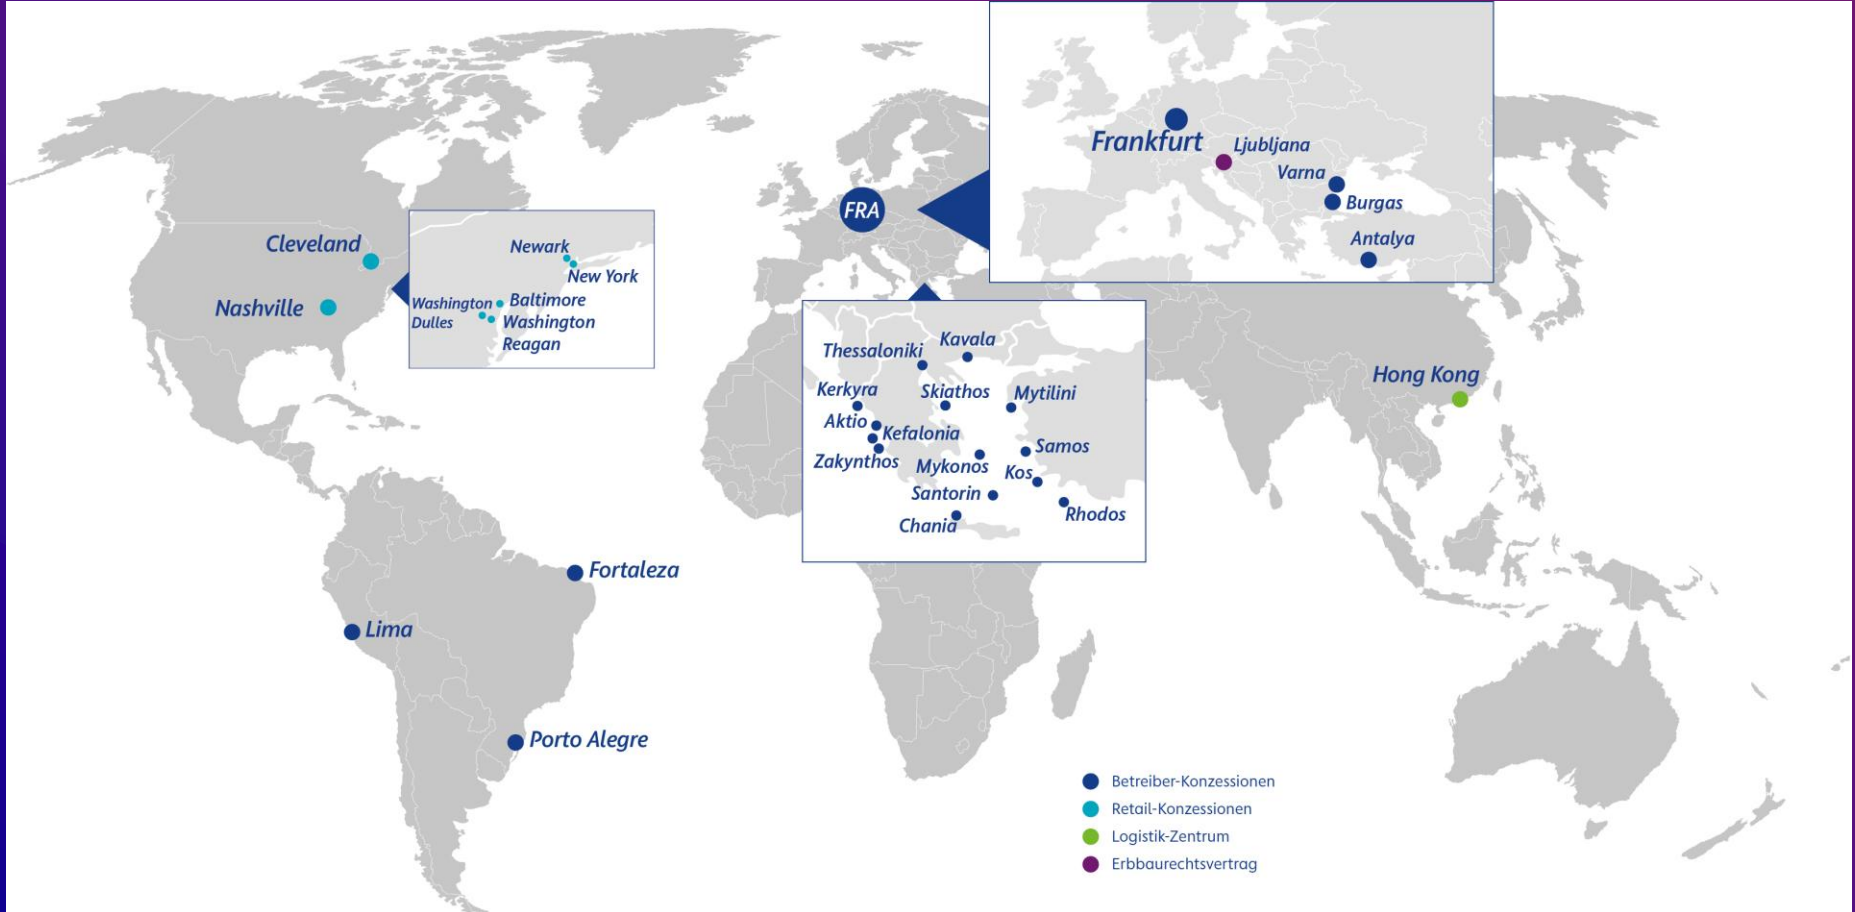 Cleveland
Nashville
Newark
New York
Washington
Dulles
Baltimore
Washington
Reagan
Fortaleza
Lima
Porto Alegre
FRA
Frankfurt
Ljubljana
Varna
Burgas
Antalya
Thessaloniki
Kavala
Kerkyra
Skiathos
Mytilini
Aktio
Kefalonia
Zakynthos
Mykonos
Samos
Kos
Santorin
Rhodos
Chania
Hong Kong
Betreiber-Konzessionen
Retail-Konzessionen
Logistik-Zentrum
Erbbaurechtsvertrag